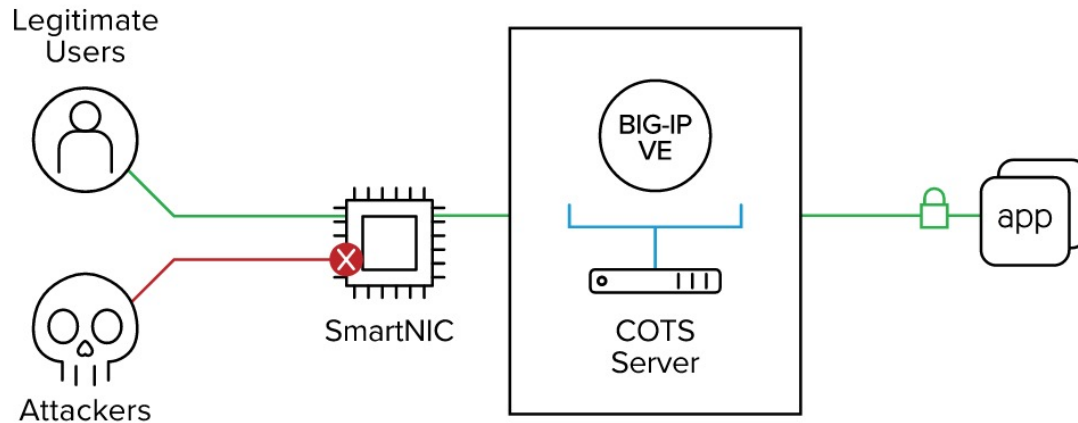 Legitimate
Users
BIG-IP
VE
app
SmartNIC
COTS
Server
Attackers